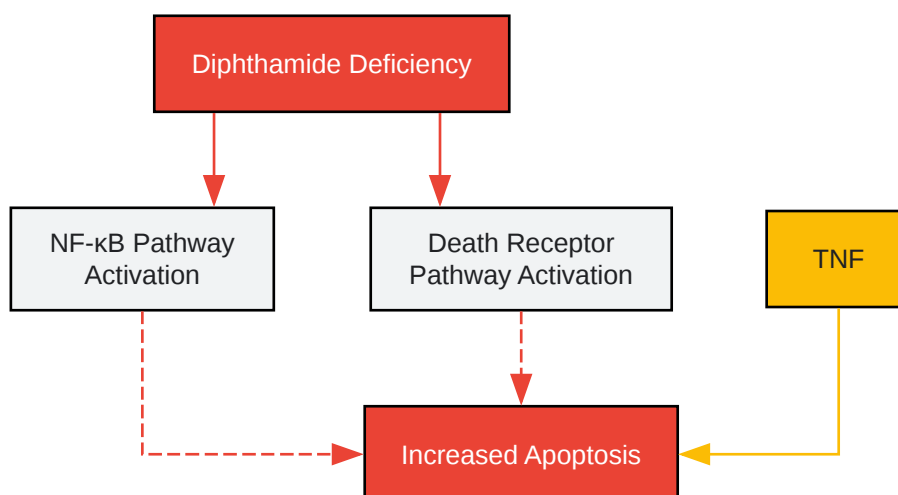 Diphthamide Deficiency
NF-κB Pathway
Activation
Death Receptor
Pathway Activation
TNF
Increased Apoptosis